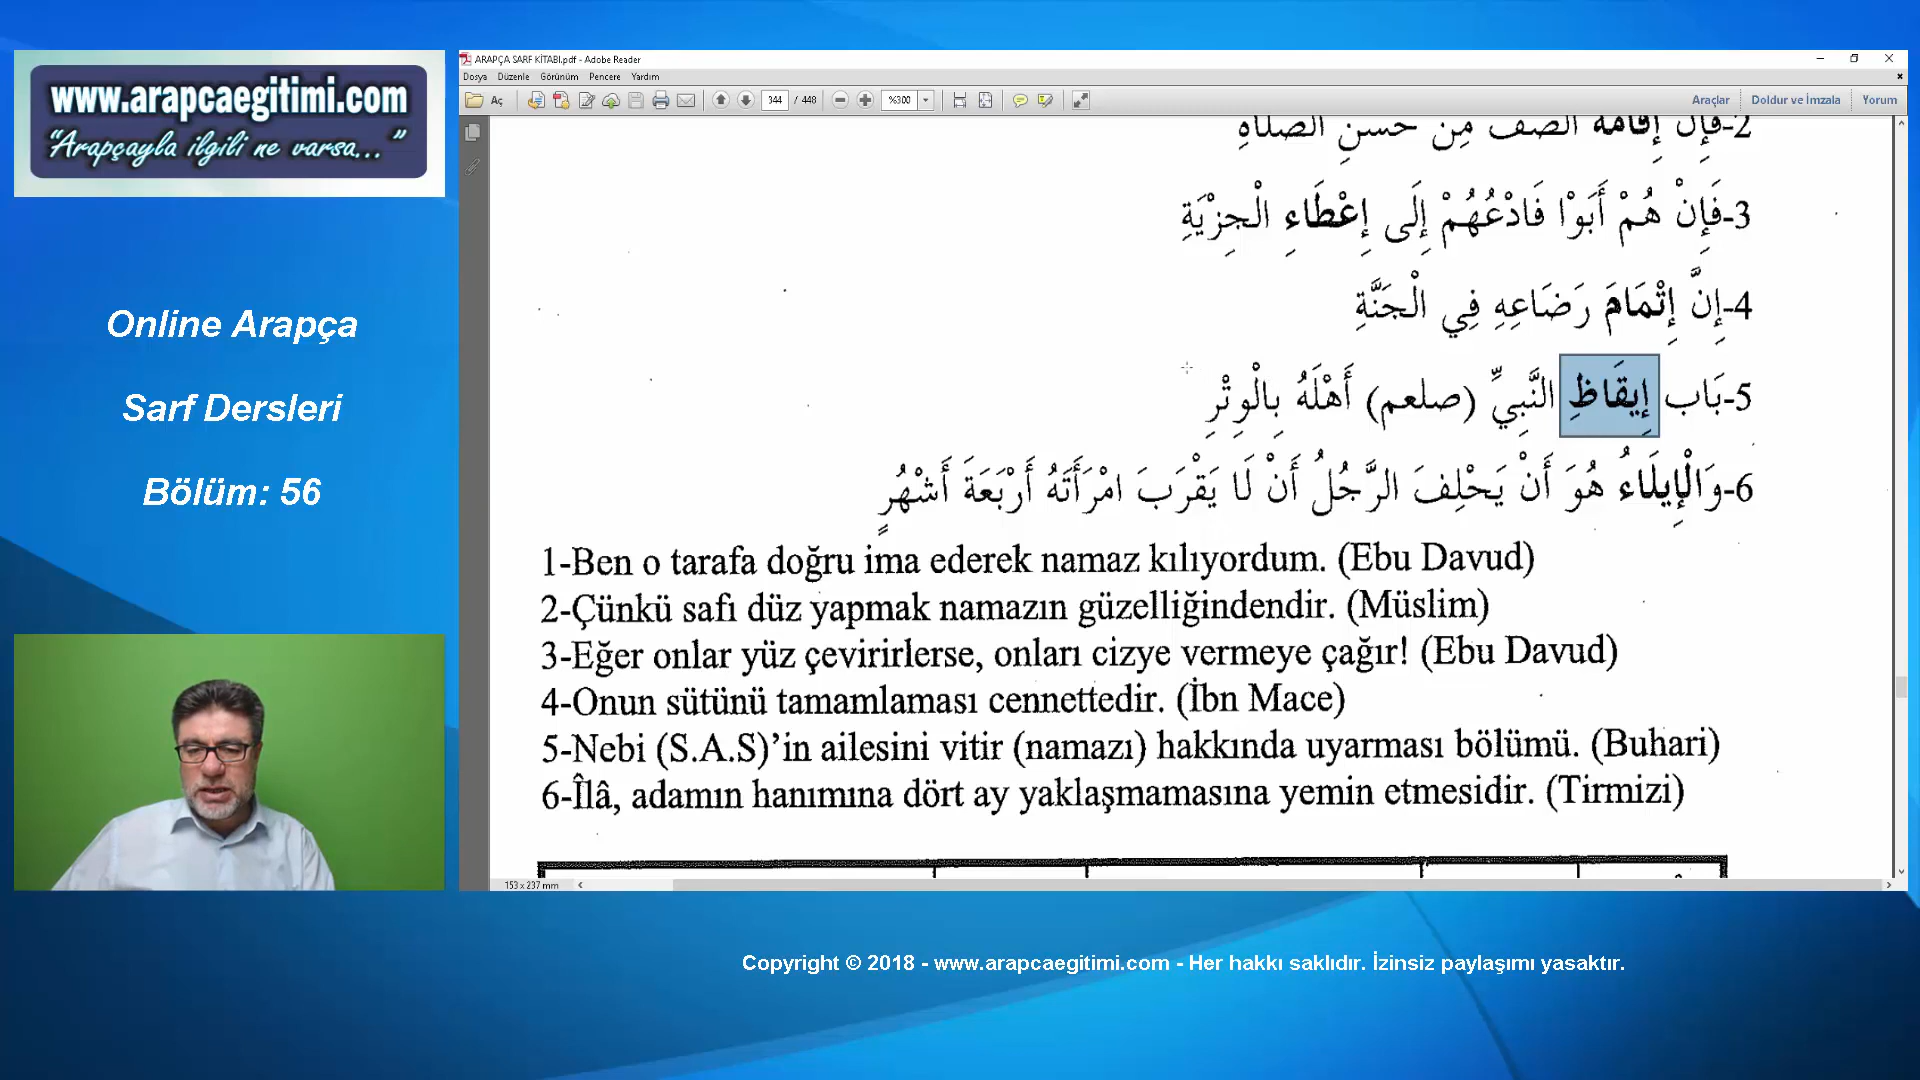 www.arapcaegitimi.com
“Arapçayla ilgili ne varsa...”
Online Arapça
Sarf Dersleri
Bölüm: 56
ARAPÇA SARF KİTABI.pdf - Adobe Reader
Dosya Düzenle Görünüm Pencere Yardım
Aç 344 / 448 %300 Araçlar Doldur ve İmzala Yorum
2-فَإِنَّ إِقَامَةَ الصَّفِّ مِنْ حُسْنِ الصَّلَاةِ
3-فَإِنْ هُمْ أَبَوْا فَادْعُهُمْ إِلَى إِعْطَاءِ الْجِزْيَةِ
4-إِنَّ إِتْمَامَ رَضَاعِهِ فِي الْجَنَّةِ
5-بَاب إِيقَاظِ النَّبِيِّ (صلعم) أَهْلَهُ بِالْوِتْرِ
6-وَالْإِيلَاءُ هُوَ أَنْ يَحْلِفَ الرَّجُلُ أَنْ لَا يَقْرَبَ امْرَأَتَهُ أَرْبَعَةَ أَشْهُرٍ
1-Ben o tarafa doğru ima ederek namaz kılıyordum. (Ebu Davud)
2-Çünkü safı düz yapmak namazın güzelliğindendir. (Müslim)
3-Eğer onlar yüz çevirirlerse, onları cizye vermeye çağır! (Ebu Davud)
4-Onun sütünü tamamlaması cennettedir. (İbn Mace)
5-Nebi (S.A.S)’in ailesini vitir (namazı) hakkında uyarması bölümü. (Buhari)
6-Îlâ, adamın hanımına dört ay yaklaşmamasına yemin etmesidir. (Tirmizi)
153 x 237 mm
Copyright © 2018 - www.arapcaegitimi.com - Her hakkı saklıdır. İzinsiz paylaşımı yasaktır.